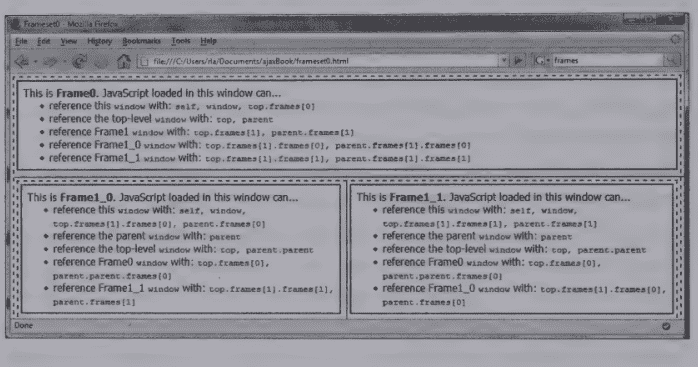 Frameset0 - Mozilla Firefox
File Edit View History Bookmarks Tools Help
file:///C:/Users/rla/Documents/ajaxBook/frameset0.html
frames
This is Frame0. JavaScript loaded in this window can...
• reference this window with: self, window, top.frames[0]
• reference the top-level window with: top, parent
• reference Frame1 window with: top.frames[1], parent.frames[1]
• reference Frame1_0 window with: top.frames[1].frames[0], parent.frames[1].frames[0]
• reference Frame1_1 window with: top.frames[1].frames[1], parent.frames[1].frames[1]
This is Frame1_0. JavaScript loaded in this window can...
• reference this window with: self, window,
top.frames[1].frames[0], parent.frames[0]
• reference the parent window with: parent
• reference the top-level window with: top, parent.parent
• reference Frame0 window with: top.frames[0],
parent.parent.frames[0]
• reference Frame1_1 window with: top.frames[1].frames[1],
parent.frames[1]
This is Frame1_1. JavaScript loaded in this window can...
• reference this window with: self, window,
top.frames[1].frames[1], parent.frames[1]
• reference the parent window with: parent
• reference the top-level window with: top, parent.parent
• reference Frame0 window with: top.frames[0],
parent.parent.frames[0]
• reference Frame1_0 window with: top.frames[1].frames[0],
parent.frames[0]
Done